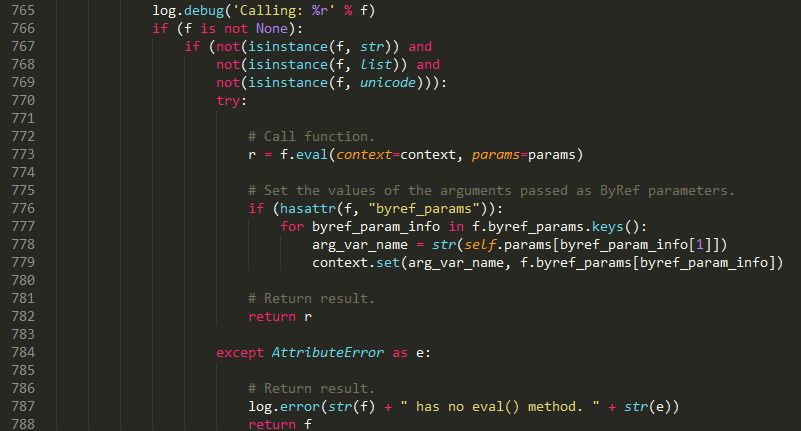 765 log.debug('Calling: %r' % f)
766 if (f is not None):
767 if (not(isinstance(f, str)) and
768 not(isinstance(f, list)) and
769 not(isinstance(f, unicode))):
770 try:
771
772 # Call function.
773 r = f.eval(context=context, params=params)
774
775 # Set the values of the arguments passed as ByRef parameters.
776 if (hasattr(f, "byref_params")):
777 for byref_param_info in f.byref_params.keys():
778 arg_var_name = str(self.params[byref_param_info[1]])
779 context.set(arg_var_name, f.byref_params[byref_param_info])
780
781 # Return result.
782 return r
783
784 except AttributeError as e:
785
786 # Return result.
787 log.error(str(f) + " has no eval() method. " + str(e))
788 return f